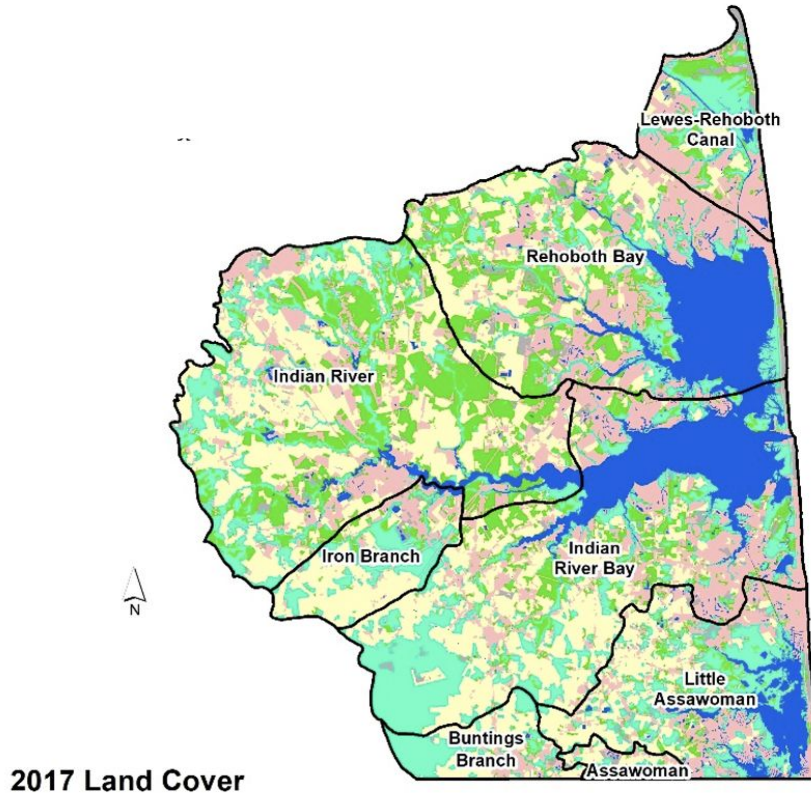 Lewes-Rehoboth
Canal
Rehoboth Bay
Indian River
Iron Branch
Indian
River Bay
N
Little
Assawoman
Buntings
Branch
Assawoman
2017 Land Cover